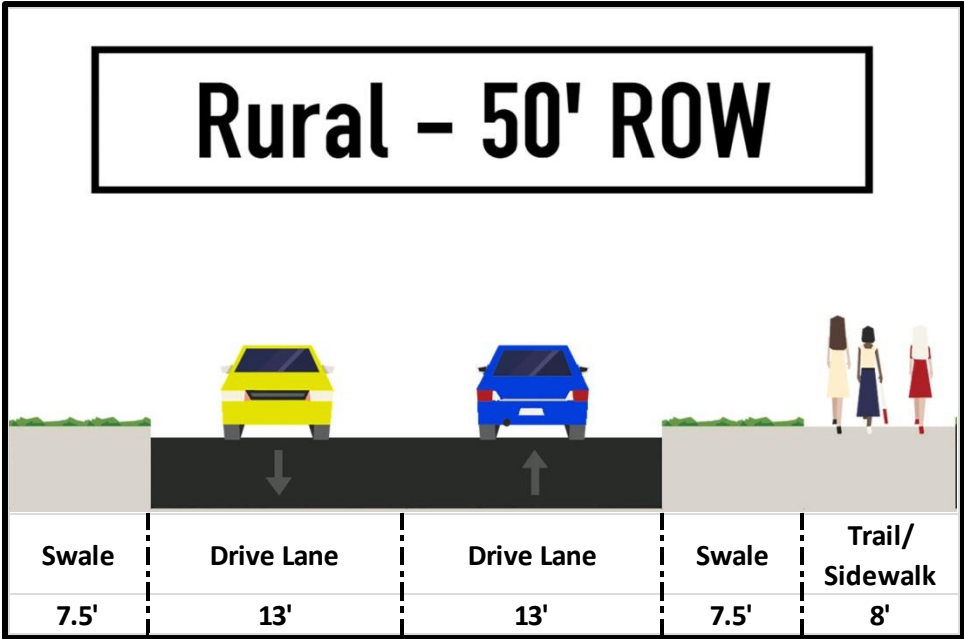 Rural – 50' ROW
Swale
Drive Lane
Drive Lane
Swale
Trail/
Sidewalk
7.5'
13'
13'
7.5'
8'